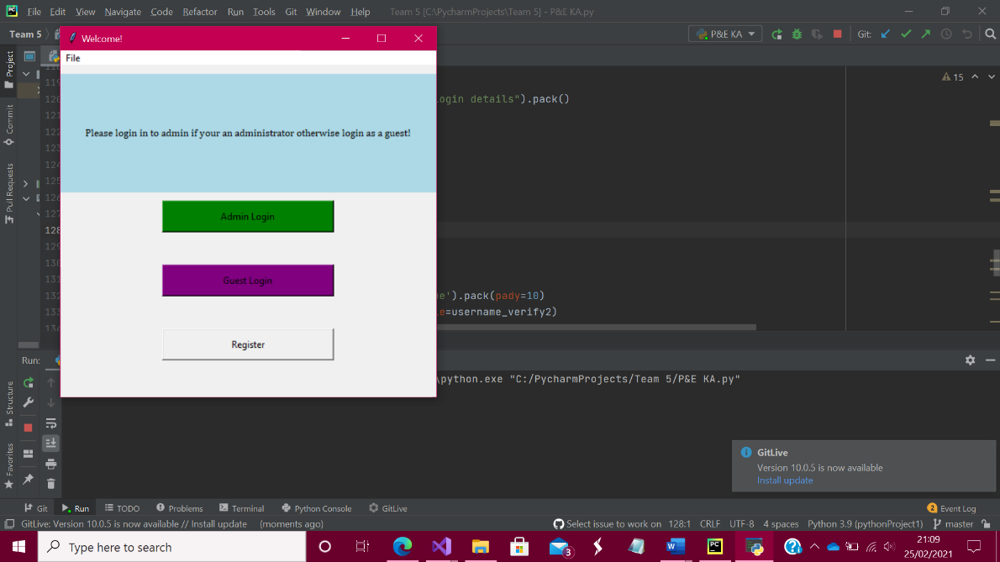 File Edit View Navigate Code Refactor Run Tools Git Window Help Team 5 [C:\PycharmProjects\Team 5] - P&E KA.py
Team 5
P&E KA
Git:
Welcome!
File
Please login in to admin if your an administrator otherwise login as a guest!
Admin Login
Guest Login
Register
Project
Commit
Pull Requests
Structure
Favorites
119
120
121
122
123
124
125
126
127
128
129
130
131
132
133
ogin details").pack()
15
e').pack(pady=10)
e=username_verify2)
Run:
\python.exe "C:/PycharmProjects/Team 5/P&E KA.py"
GitLive
Version 10.0.5 is now available
Install update
Git Run TODO Problems Terminal Python Console GitLive 2 Event Log
GitLive: Version 10.0.5 is now available // Install update (moments ago) Select issue to work on 128:1 CRLF UTF-8 4 spaces Python 3.9 (pythonProject1) master
Type here to search
3
21:09
25/02/2021